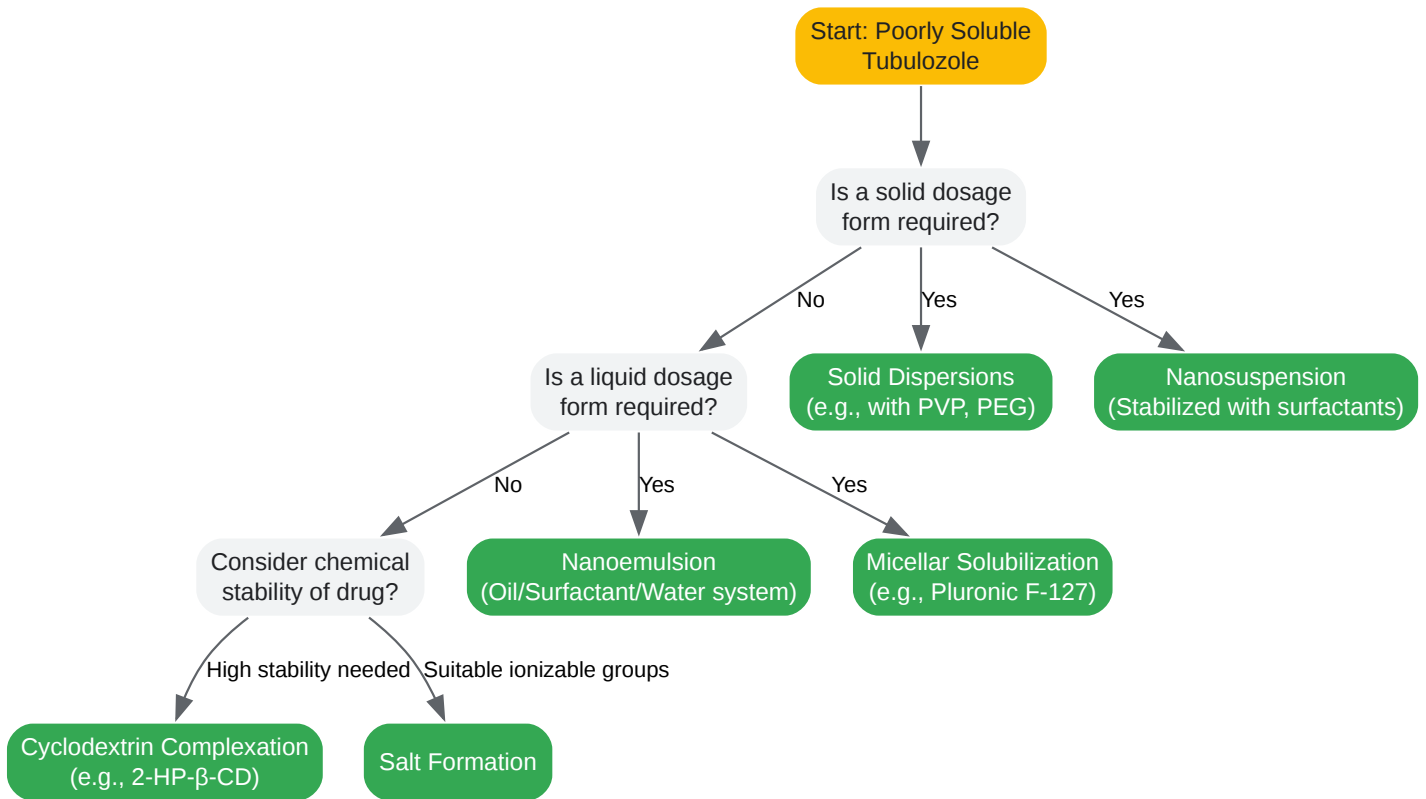 Start: Poorly Soluble
Tubulozole
Is a solid dosage
form required?
No
Yes
Yes
Is a liquid dosage
form required?
Solid Dispersions
(e.g., with PVP, PEG)
Nanosuspension
(Stabilized with surfactants)
No
Yes
Yes
Consider chemical
stability of drug?
Nanoemulsion
(Oil/Surfactant/Water system)
Micellar Solubilization
(e.g., Pluronic F-127)
High stability needed
Suitable ionizable groups
Cyclodextrin Complexation
(e.g., 2-HP-β-CD)
Salt Formation